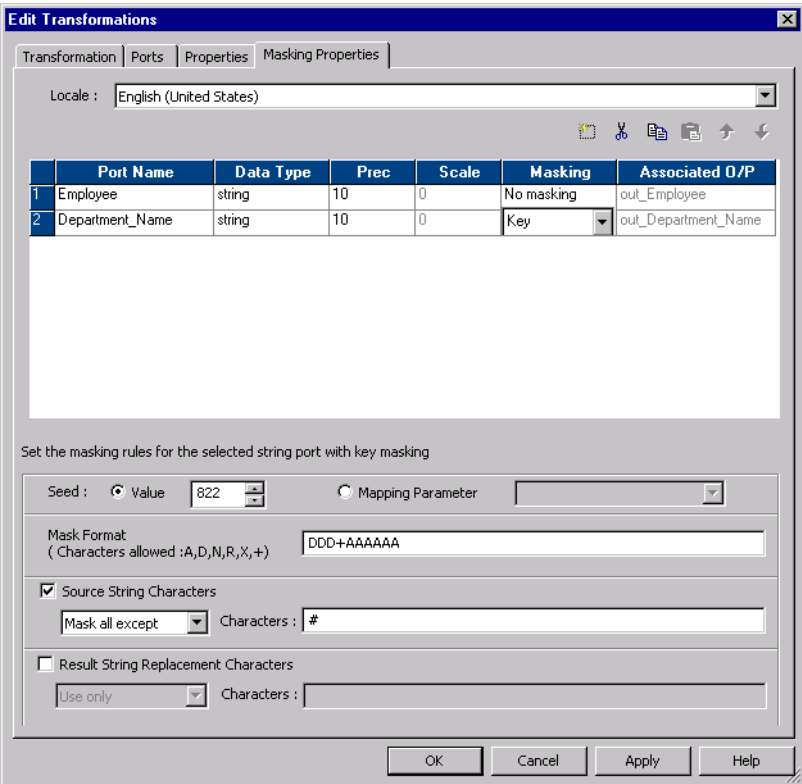 Edit Transformations
Transformation Ports Properties Masking Properties
Locale : English (United States)
Port Name Data Type Prec Scale Masking Associated O/P
1 Employee string 10 0 No masking out_Employee
2 Department_Name string 10 0 Key out_Department_Name
Set the masking rules for the selected string port with key masking
Seed : Value 822 Mapping Parameter
Mask Format
( Characters allowed :A,D,N,R,X,+) DDD+AAAAAA
Source String Characters
Mask all except Characters : #
Result String Replacement Characters
Use only Characters :
OK Cancel Apply Help